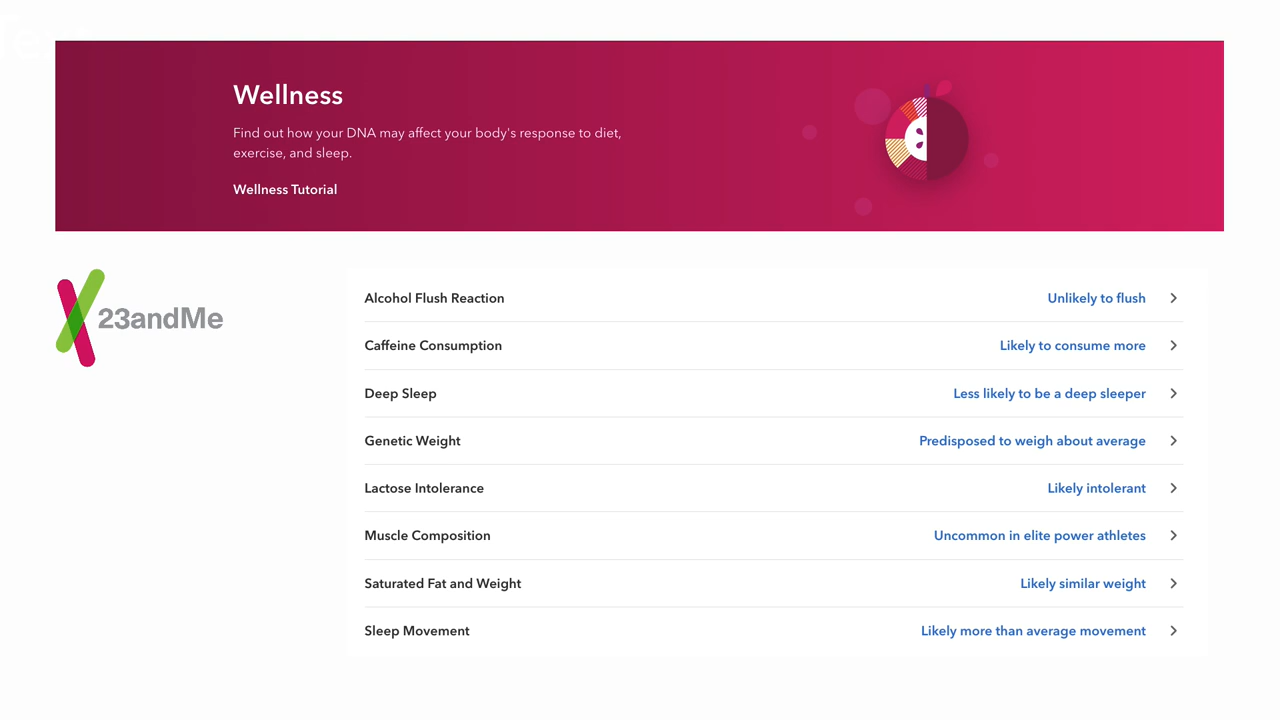 Wellness
Find out how your DNA may affect your body's response to diet,
exercise, and sleep.
Wellness Tutorial
23andMe
Alcohol Flush Reaction Unlikely to flush
Caffeine Consumption Likely to consume more
Deep Sleep Less likely to be a deep sleeper
Genetic Weight Predisposed to weigh about average
Lactose Intolerance Likely intolerant
Muscle Composition Uncommon in elite power athletes
Saturated Fat and Weight Likely similar weight
Sleep Movement Likely more than average movement